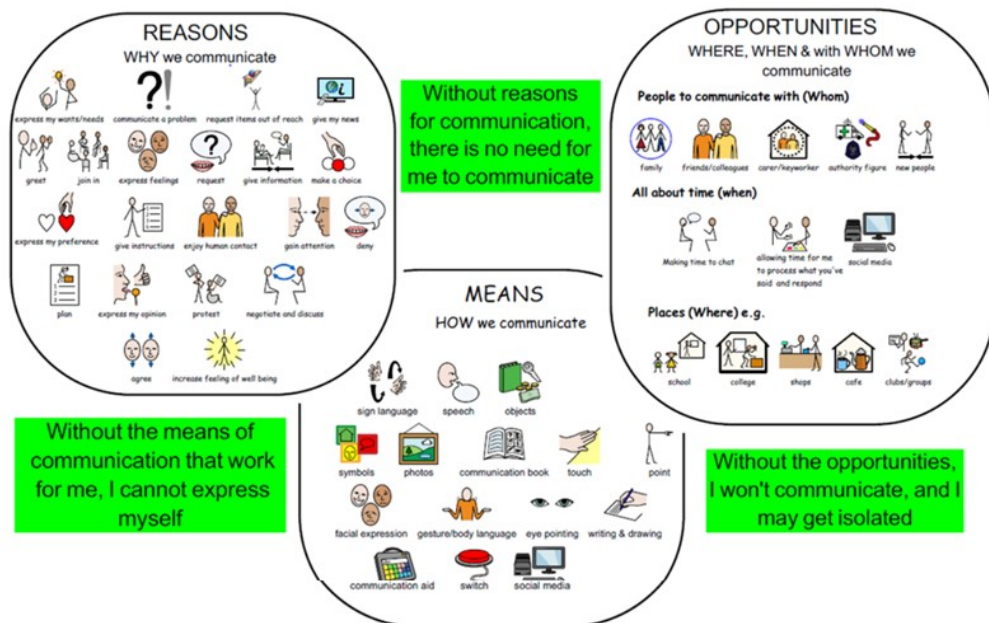 REASONS
WHY we communicate
express my wants/needs
communicate a problem
request items out of reach
give my news
greet
join in
express feelings
request
give information
make a choice
express my preference
give instructions
enjoy human contact
gain attention
deny
plan
express my opinion
protest
negotiate and discuss
agree
increase feeling of well being
Without reasons
for communication,
there is no need for
me to communicate
OPPORTUNITIES
WHERE, WHEN & with WHOM we
communicate
People to communicate with (Whom)
family
friends/colleagues
carer/keyworker
authority figure
new people
All about time (when)
Making time to chat
allowing time for me
to process what you've
said and respond
social media
Places (Where) e.g.
school
college
shops
cafe
clubs/groups
MEANS
HOW we communicate
sign language
speech
objects
symbols
photos
communication book
touch
point
facial expression
gesture/body language
eye pointing
writing & drawing
communication aid
switch
social media
Without the means of
communication that work
for me, I cannot express
myself
Without the opportunities,
I won't communicate, and I
may get isolated